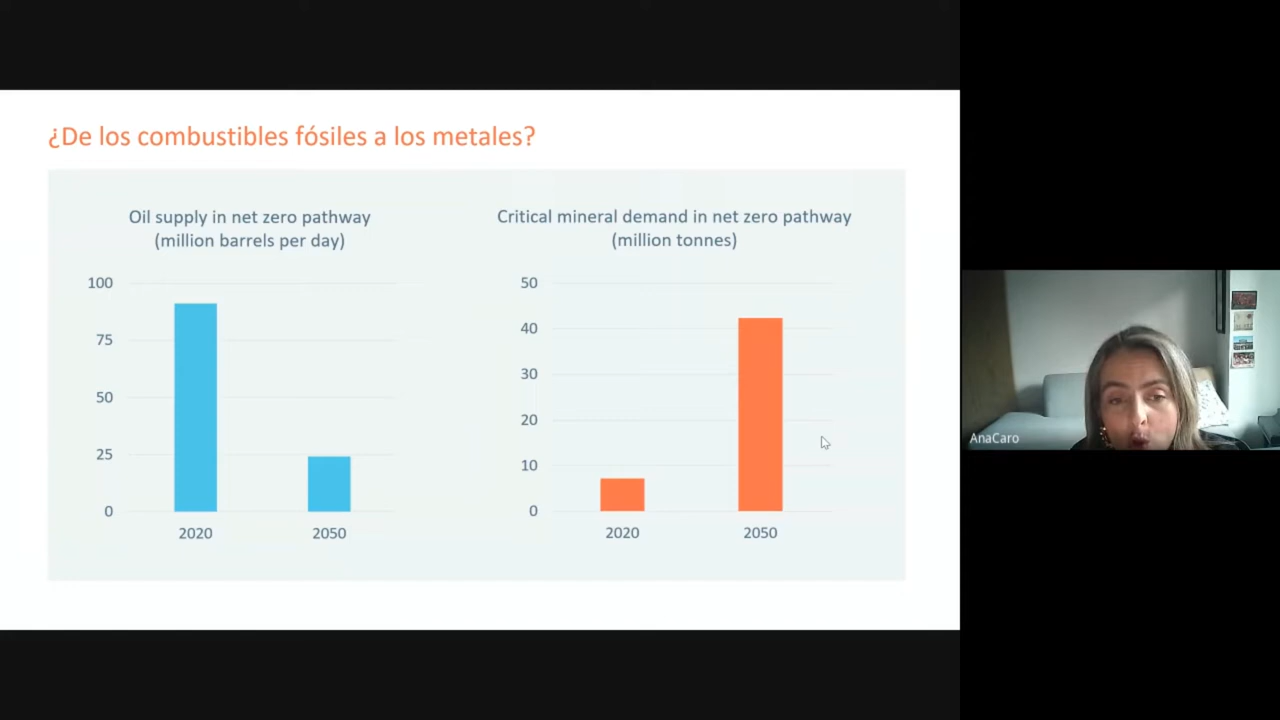 ¿De los combustibles fósiles a los metales?
Oil supply in net zero pathway
(million barrels per day)
100
75
50
25
0
2020
2050
Critical mineral demand in net zero pathway
(million tonnes)
50
40
30
20
10
0
2020
2050
AnaCaro